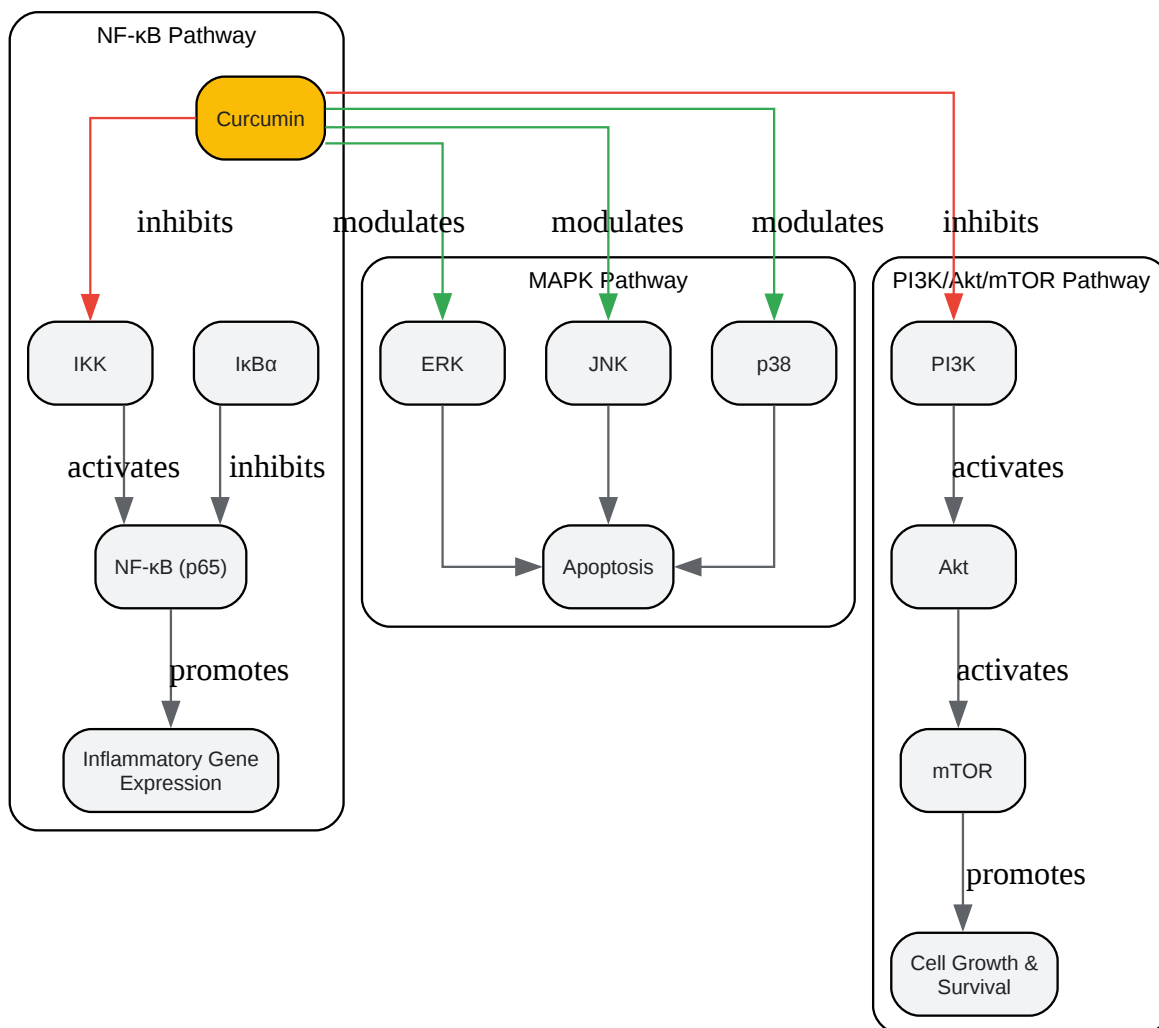 NF-κB Pathway
Curcumin
inhibits
modulates
modulates
modulates
inhibits
MAPK Pathway
PI3K/Akt/mTOR Pathway
IKK
IκBα
ERK
JNK
p38
PI3K
activates
inhibits
activates
NF-κB (p65)
Apoptosis
Akt
promotes
activates
Inflammatory Gene
Expression
mTOR
promotes
Cell Growth &
Survival